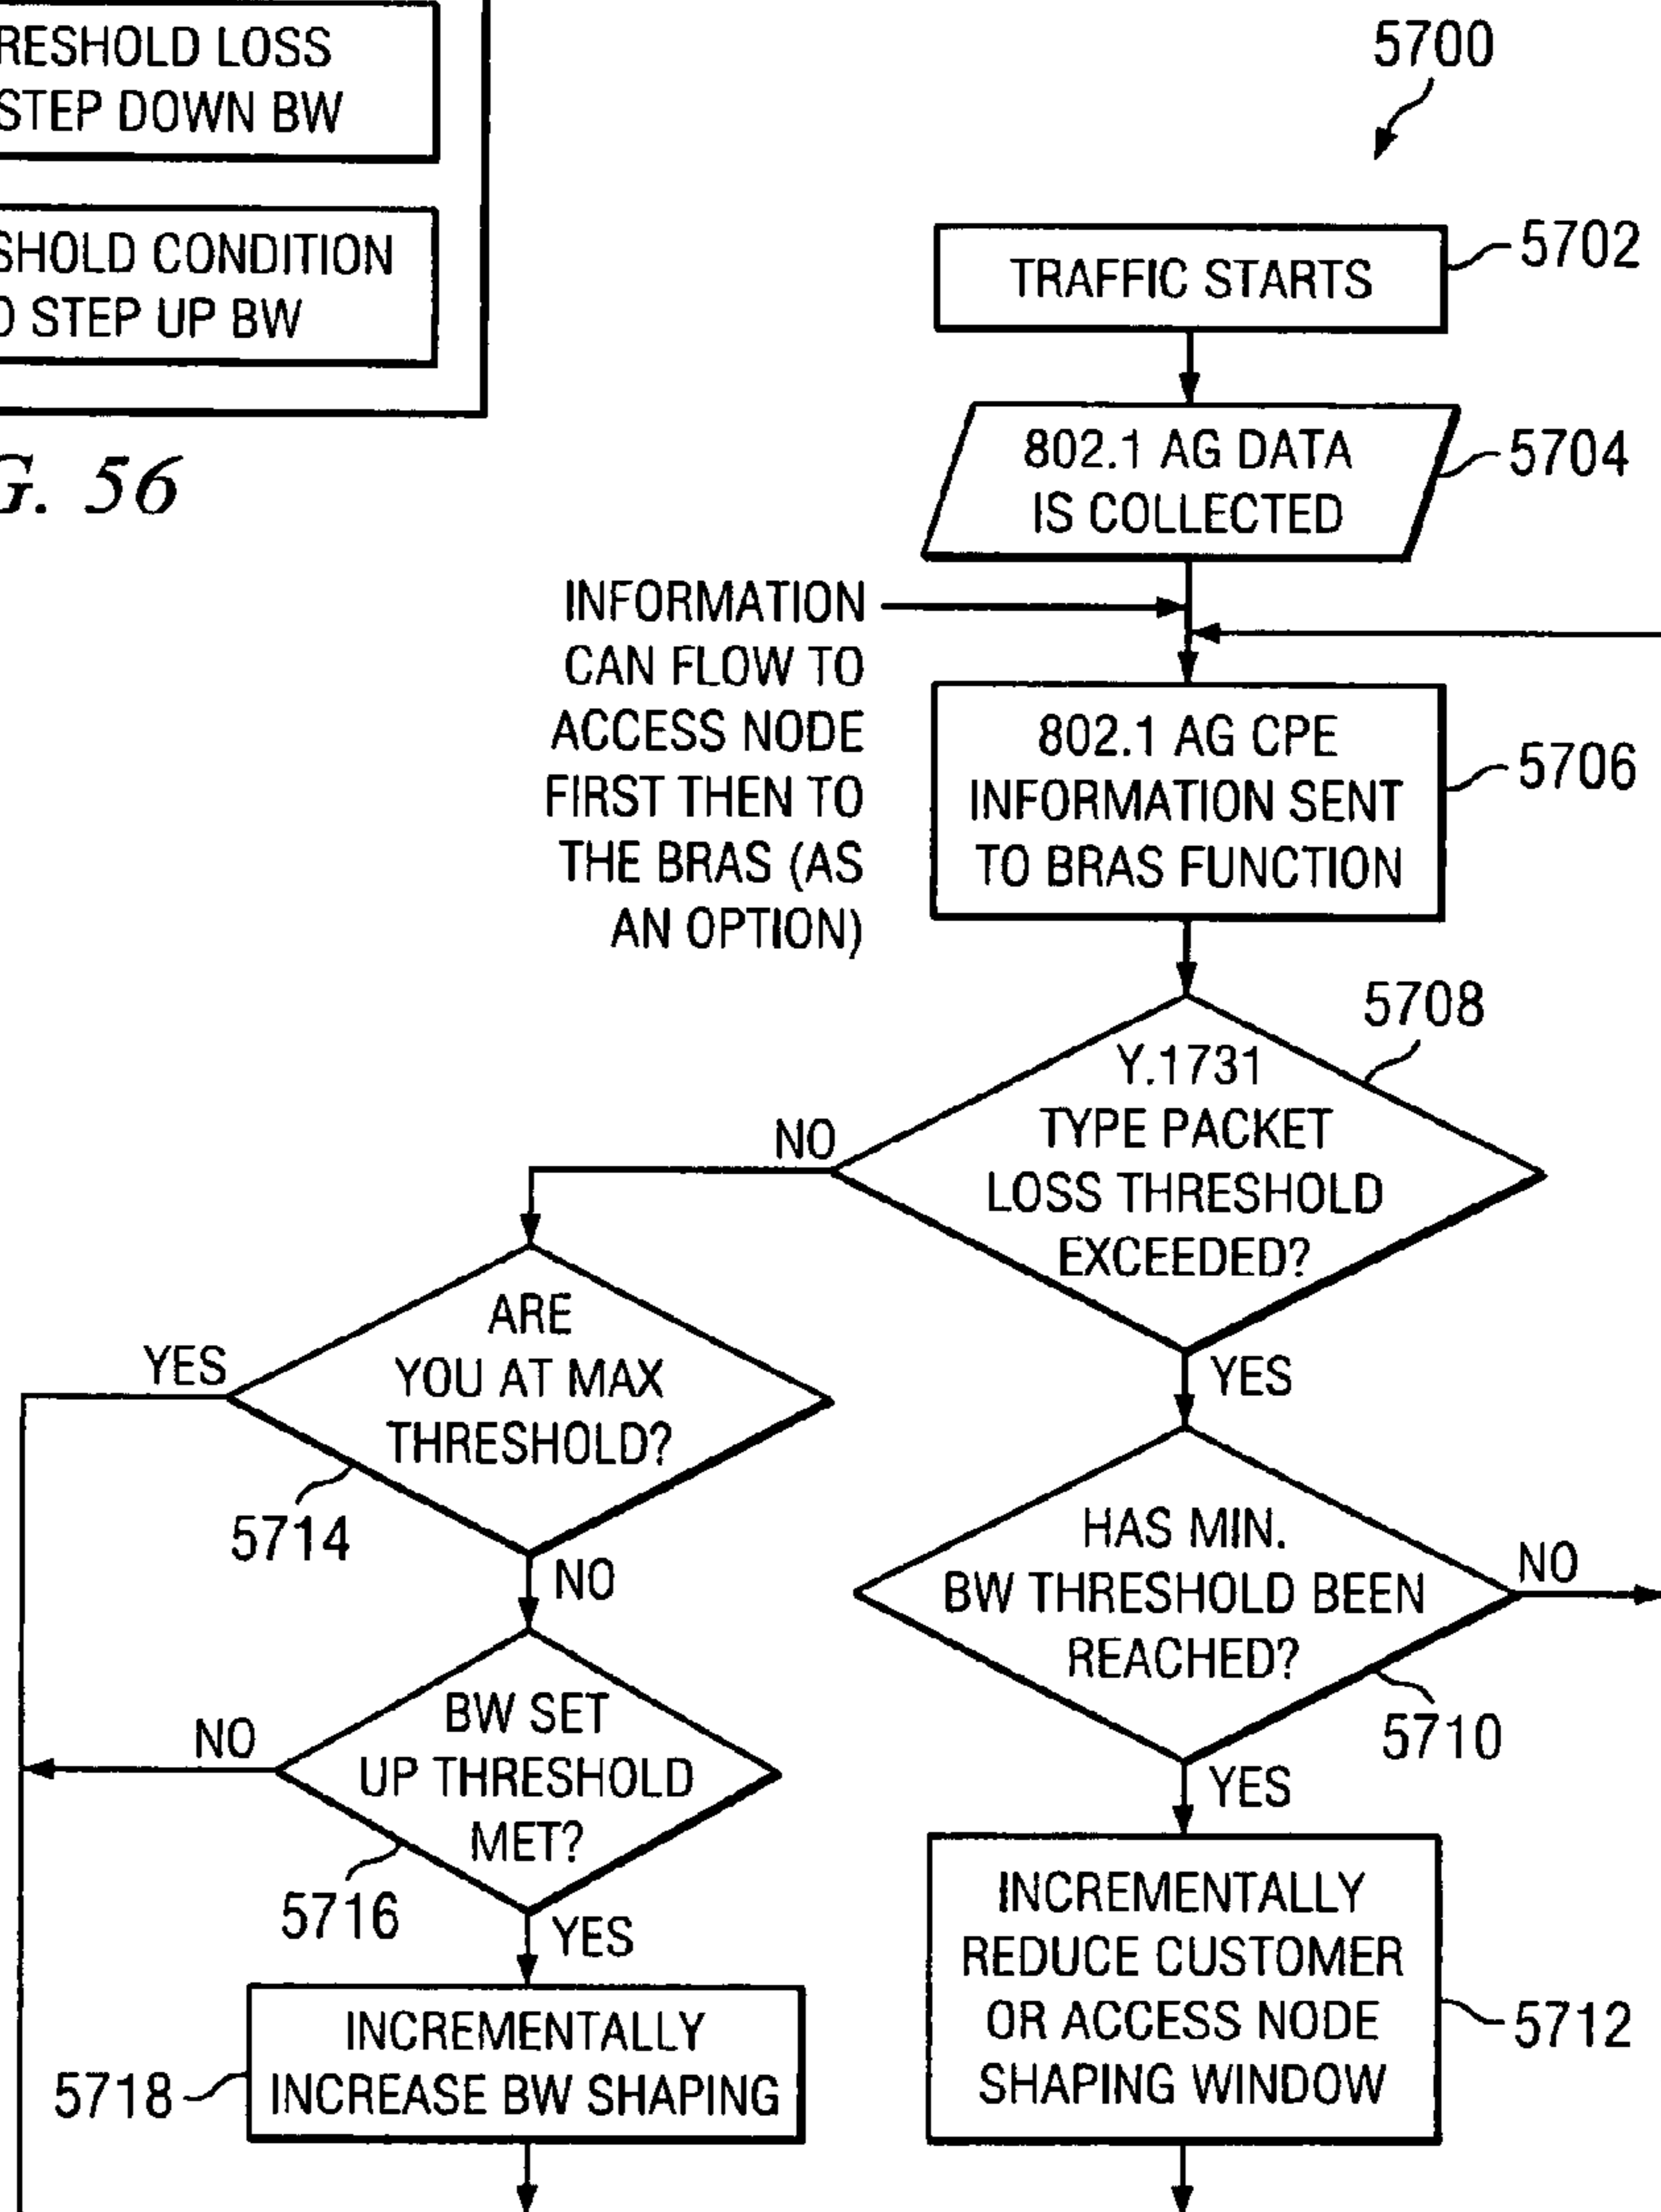 RESHOLD LOSS
STEP DOWN BW
SHOLD CONDITION
STEP UP BW
G. 56
5700
TRAFFIC STARTS
5702
802.1 AG DATA
IS COLLECTED
5704
INFORMATION
CAN FLOW TO
ACCESS NODE
FIRST THEN TO
THE BRAS (AS
AN OPTION)
802.1 AG CPE
INFORMATION SENT
TO BRAS FUNCTION
5706
5708
Y.1731
TYPE PACKET
LOSS THRESHOLD
EXCEEDED?
NO
YES
ARE
YOU AT MAX
THRESHOLD?
YES
5714
NO
HAS MIN.
BW THRESHOLD BEEN
REACHED?
NO
5710
YES
BW SET
UP THRESHOLD
MET?
NO
5716
YES
INCREMENTALLY
INCREASE BW SHAPING
5718
INCREMENTALLY
REDUCE CUSTOMER
OR ACCESS NODE
SHAPING WINDOW
5712